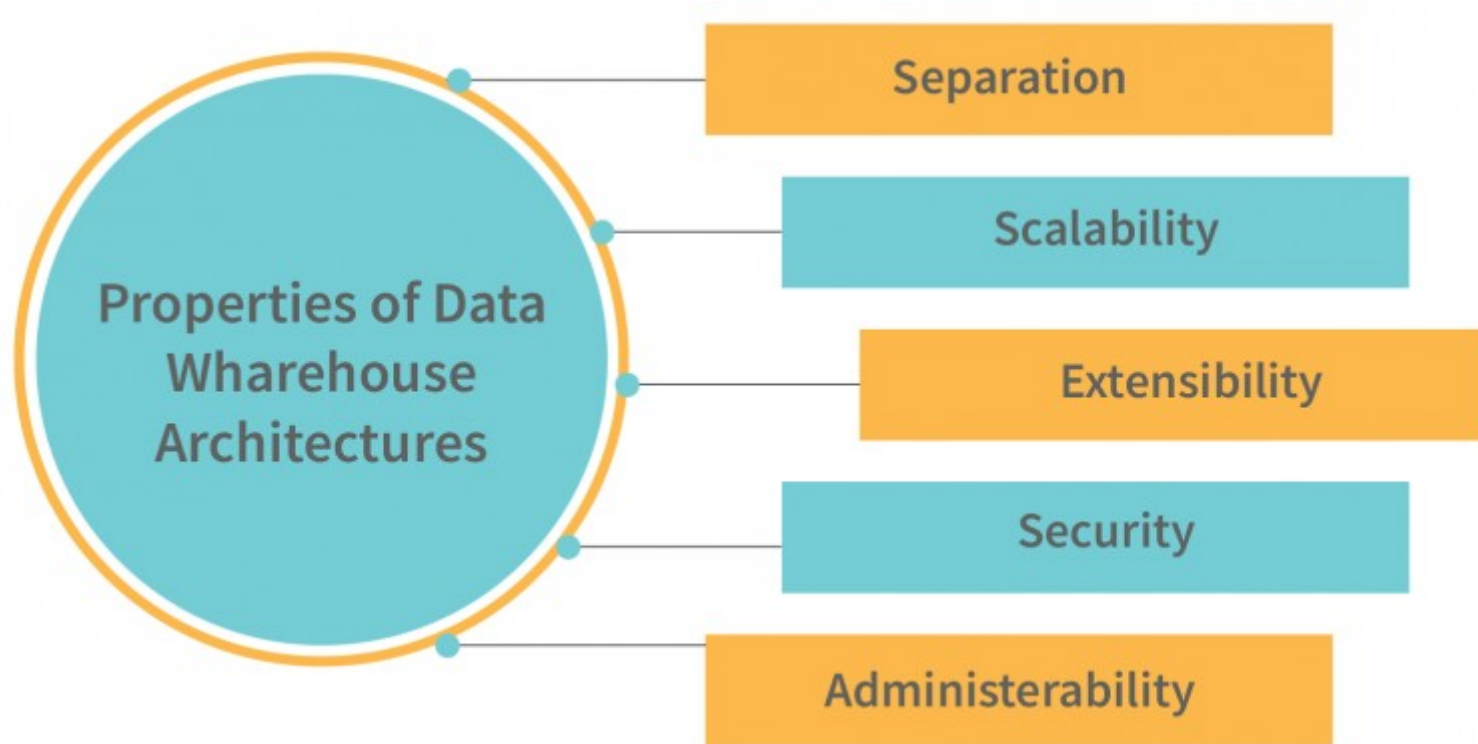 Properties of Data
Wharehouse
Architectures
Separation
Scalability
Extensibility
Security
Administerability